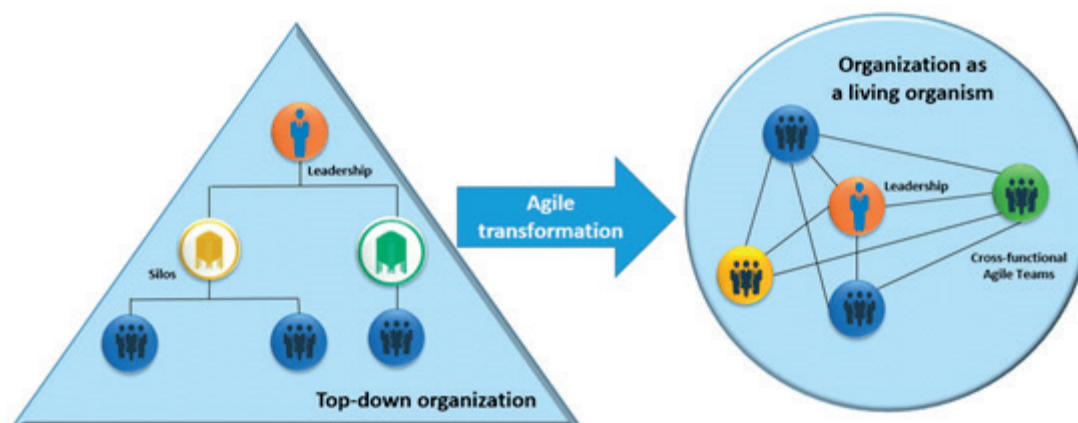 Leadership
Silos
Top-down organization
Agile
transformation
Organization as
a living organism
Leadership
Cross-functional
Agile Teams